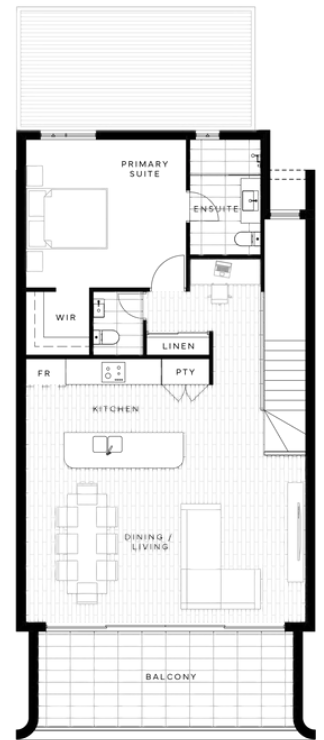 PRIMARY
SUITE
ENSUITE
WIR
LINEN
FR
PTY
KITCHEN
DINING /
LIVING
BALCONY